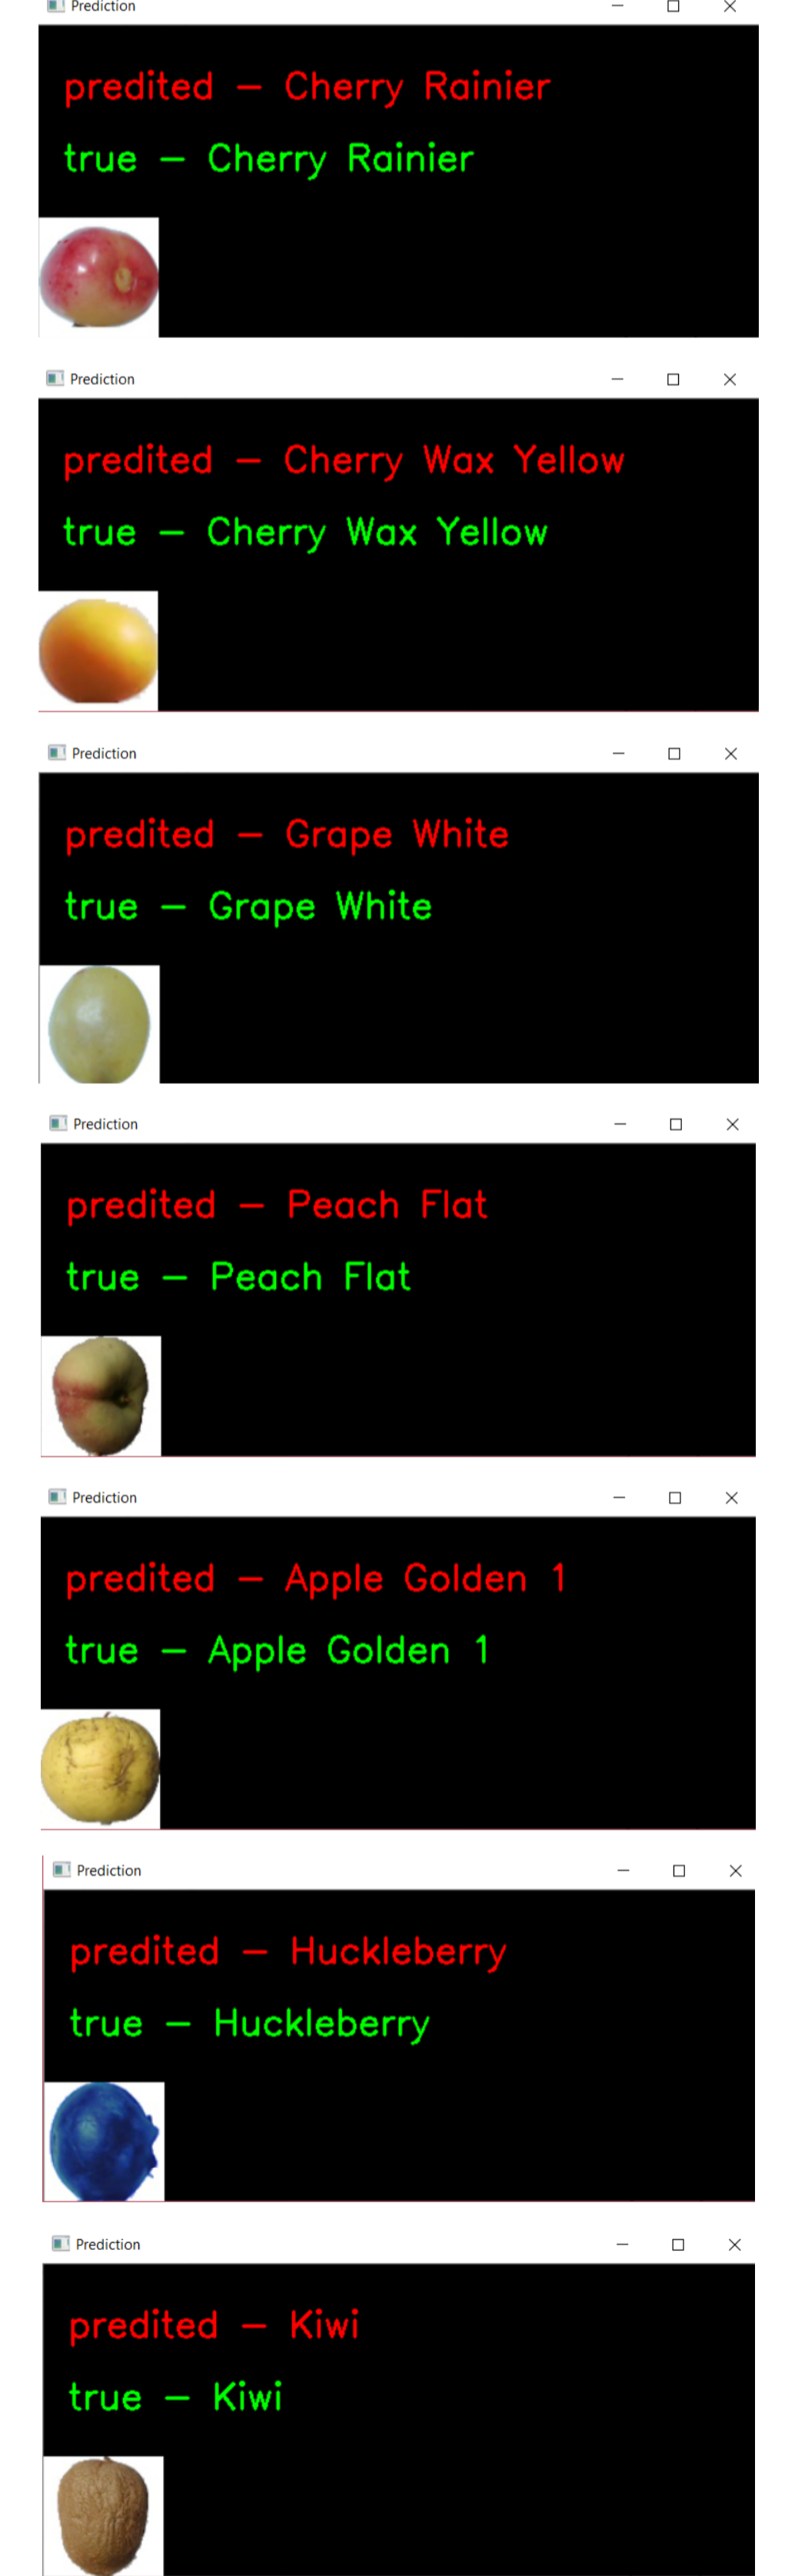 Prediction
predited - Cherry Rainier
true - Cherry Rainier
Prediction
predited - Cherry Wax Yellow
true - Cherry Wax Yellow
Prediction
predited - Grape White
true - Grape White
Prediction
predited - Peach Flat
true - Peach Flat
Prediction
predited - Apple Golden 1
true - Apple Golden 1
Prediction
predited - Huckleberry
true - Huckleberry
Prediction
predited - Kiwi
true - Kiwi